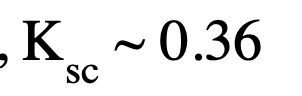 , K_sc ~ 0.36